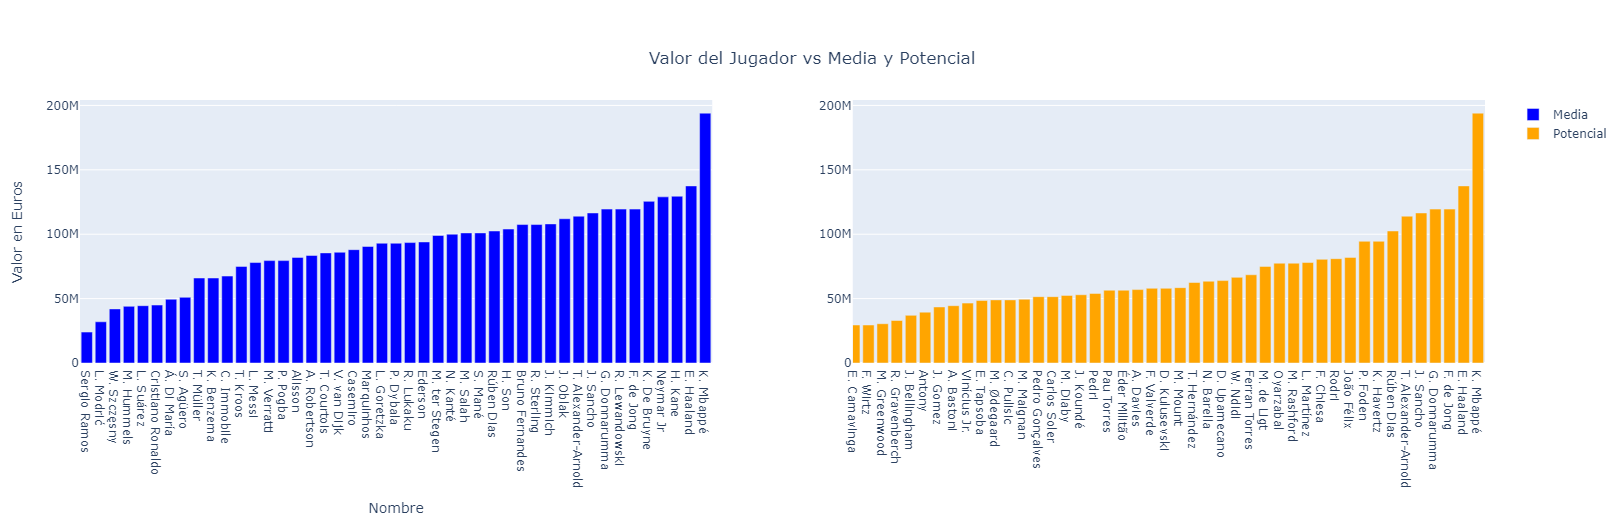 Valor del Jugador vs Media y Potencial
Valor en Euros
200M
150M
100M
50M
0
Sergio Ramos
L. Modrić
W. Szczęsny
M. Hummels
L. Suárez
Cristiano Ronaldo
Á. Di María
S. Agüero
T. Müller
K. Benzema
C. Immobile
T. Kroos
L. Messi
M. Verratti
P. Pogba
Alisson
A. Robertson
T. Courtois
V. van Dijk
Casemiro
Marquinhos
L. Goretzka
P. Dybala
R. Lukaku
Ederson
M. ter Stegen
N. Kanté
M. Salah
S. Mané
Rúben Dias
H. Son
Bruno Fernandes
R. Sterling
J. Kimmich
J. Oblak
T. Alexander-Arnold
J. Sancho
G. Donnarumma
R. Lewandowski
F. de Jong
K. De Bruyne
Neymar Jr
H. Kane
E. Haaland
K. Mbappé
Nombre
200M
150M
100M
50M
0
E. Camavinga
F. Wirtz
M. Greenwood
R. Gravenberch
J. Bellingham
Antony
J. Gomez
A. Bastoni
Vinícius Jr.
E. Tapsoba
M. Ødegaard
C. Pulisic
M. Maignan
Pedro Gonçalves
Carlos Soler
M. Diaby
J. Koundé
Pedri
Pau Torres
Éder Militão
A. Davies
F. Valverde
D. Kulusevski
M. Mount
T. Hernández
N. Barella
D. Upamecano
W. Ndidi
Ferran Torres
M. de Ligt
Oyarzabal
M. Rashford
L. Martínez
F. Chiesa
Rodri
João Félix
P. Foden
K. Havertz
Rúben Dias
T. Alexander-Arnold
J. Sancho
G. Donnarumma
F. de Jong
E. Haaland
K. Mbappé
Media
Potencial